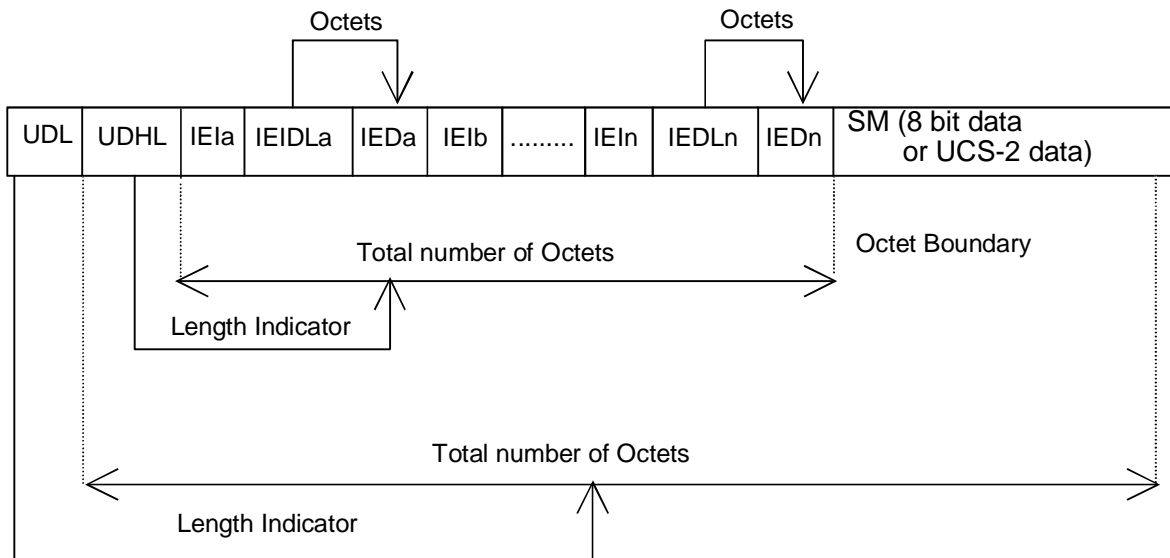 Octets Octets
UDL UDHL IEIa IEIDLa IEDa IEIb ......... IEIn IEDLn IEDn SM (8 bit data
or UCS-2 data)
Total number of Octets Octet Boundary
Length Indicator
Total number of Octets
Length Indicator